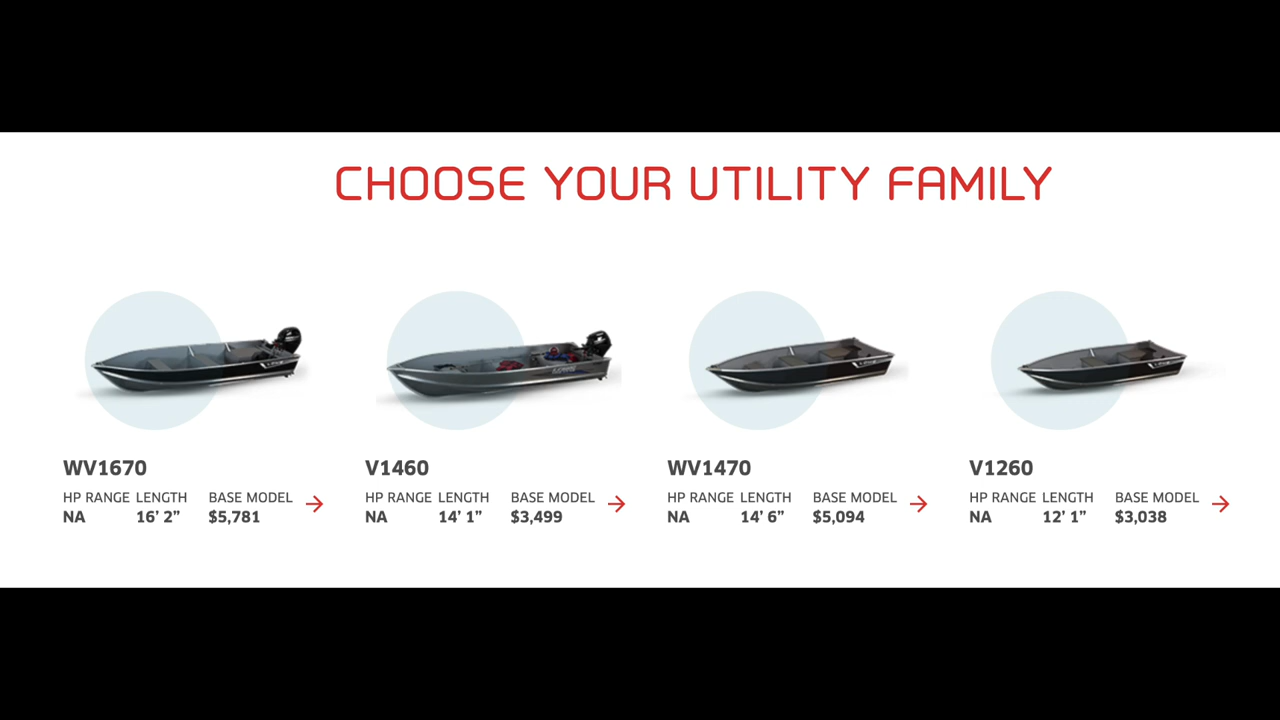 CHOOSE YOUR UTILITY FAMILY
WV1670
HP RANGE LENGTH BASE MODEL
NA 16’ 2” $5,781
V1460
HP RANGE LENGTH BASE MODEL
NA 14’ 1” $3,499
WV1470
HP RANGE LENGTH BASE MODEL
NA 14’ 6” $5,094
V1260
HP RANGE LENGTH BASE MODEL
NA 12’ 1” $3,038